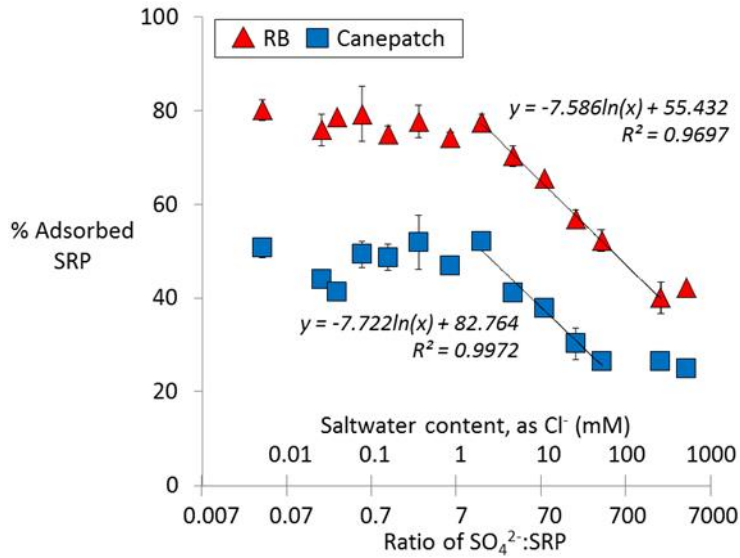 RB Canepatch
80
60
40
20
0
% Adsorbed
SRP
y = -7.586ln(x) + 55.432
R² = 0.9697
y = -7.722ln(x) + 82.764
R² = 0.9972
Saltwater content, as Cl⁻ (mM)
0.01 0.1 1 10 100 1000
0.007 0.07 0.7 7 70 700 7000
Ratio of SO₄²⁻:SRP